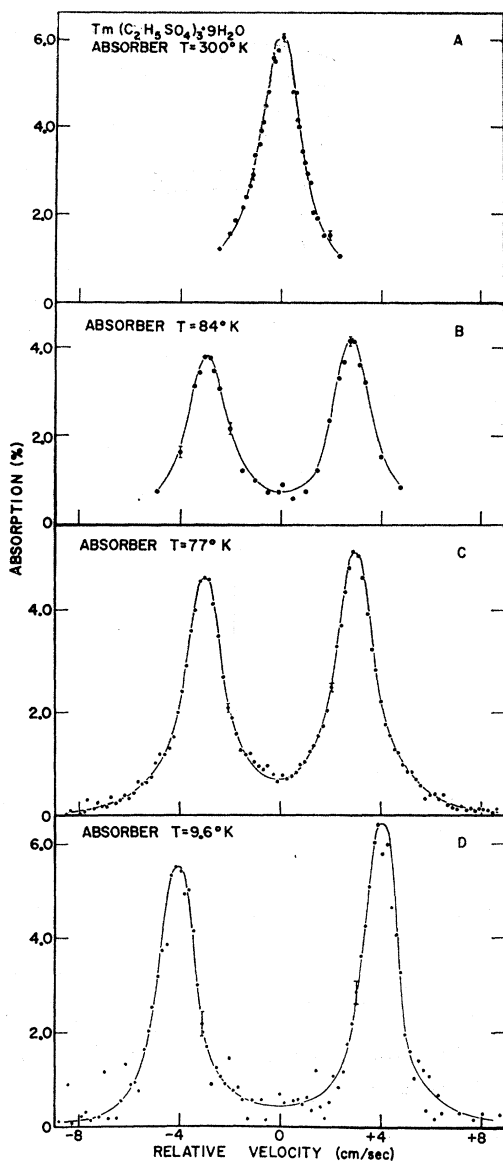 Tm(C2H5SO4)3·9H2O
ABSORBER T=300°K
A
6.0
4.0
2.0
0
ABSORBER T=84°K
B
4.0
2.0
0
ABSORBER T=77°K
C
4.0
2.0
0
ABSORBER T=9.6°K
D
6.0
4.0
2.0
0
ABSORPTION (%)
-8 -4 0 +4 +8
RELATIVE VELOCITY (cm/sec)